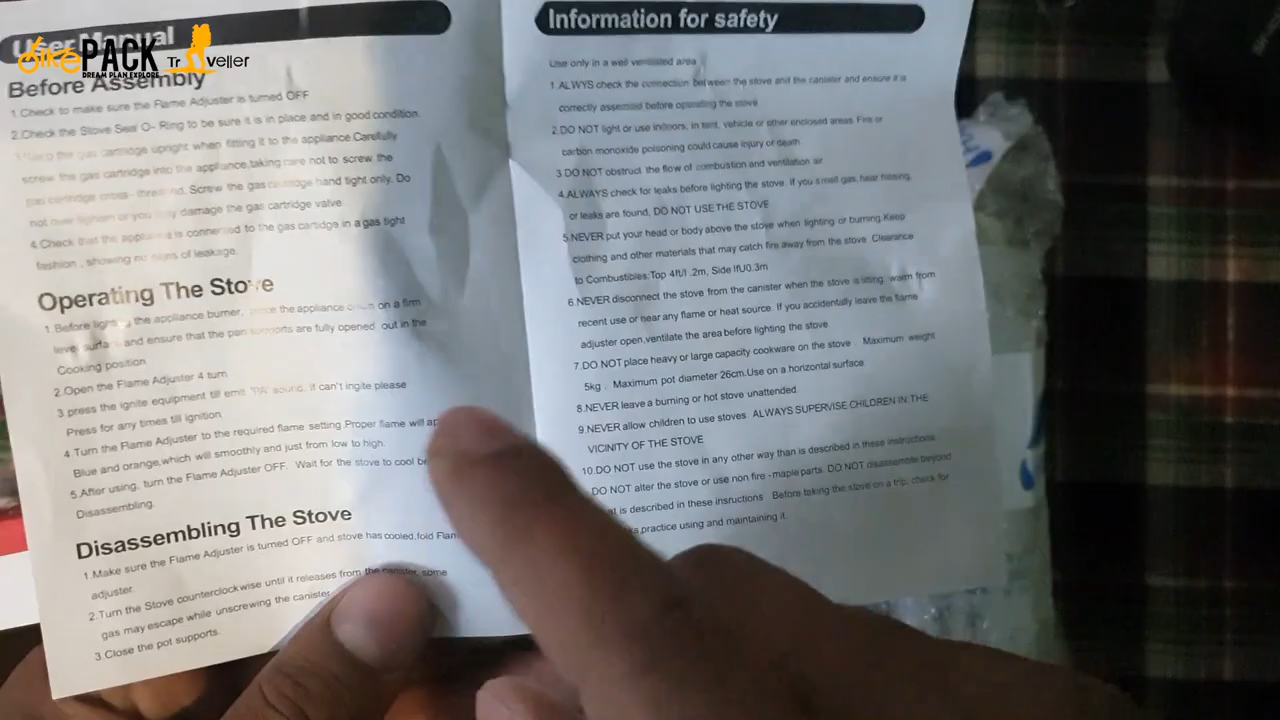 bikePACK Traveller
DREAM PLAN EXPLORE
User Manual
Before Assembly
1.Check to make sure the Flame Adjuster is turned OFF
2.Check the Stove Seal O- Ring to be sure it is in place and in good condition.
the gas cartridge upright when fitting it to the appliance.Carefully
screw the gas cartridge into the appliance,taking care not to screw the
gas cartridge cross- Screw the gas cartridge hand tight only. Do
not over tighten or you may damage the gas cartridge valve
4.Check that the appliance is connected to the gas cartidge in a gas tight
fashion , showing no signs of leakage.
Operating The Stove
1.Before lighting the appliance burner, the appliance on a firm
level and ensure that the pan supports are fully opened out in the
Cooking position
2.Open the Flame Adjuster 4 turn
3 press the ignite equipment till emit "PA" sound, if can't ingite please
Press for any times till ignition
4.Turn the Flame Adjuster to the required flame setting.Proper flame will
Blue and orange,which will smoothly and just from low to high.
5.After using, turn the Flame Adjuster OFF. Wait for the stove to cool
Disassembling.
Disassembling The Stove
1.Make sure the Flame Adjuster is turned OFF and stove has cooled,fold
adjuster.
2.Turn the Stove counterclockwise until it releases from the canister, some
gas may escape while unscrewing the canister
3.Close the pot supports.
Information for safety
Use only in a well ventilated area
1.ALWYS check the connection between the stove and the canister and ensure it is
correctly assembled before operating the stove
2.DO NOT light or use indoors, in tent, vehicle or other enclosed areas. Fire or
carbon monoxide poisoning could cause injury or death
3 DO NOT obstruct the flow of combustion and ventilation air
4.ALWAYS check for leaks before lighting the stove. If you smell gas, hear hissing,
or leaks are found, DO NOT USE THE STOVE
5.NEVER put your head or body above the stove when lighting or burning.Keep
clothing and other materials that may catch fire away from the stove. Clearance
to Combustibles:Top 4ft/1.2m, Side IfU0.3m
6.NEVER disconnect the stove from the canister when the stove is liting, warm from
recent use or near any flame or heat source. If you accidentally leave the flame
adjuster open,ventilate the area before lighting the stove
7.DO NOT place heavy or large capacity cookware on the stove . Maximum weight
5kg . Maximum pot diameter 26cm.Use on a horizontal surface
8.NEVER leave a burning or hot stove unattended
9.NEVER allow children to use stoves. ALWAYS SUPERVISE CHILDREN IN THE
VICINITY OF THE STOVE
10.DO NOT use the stove in any other way than is described in these instructions.
DO NOT alter the stove or use non fire - maple parts. DO NOT disassemble beyond
is described in these insructions . Before taking the stove on a trip, check for
practice using and maintaining it.